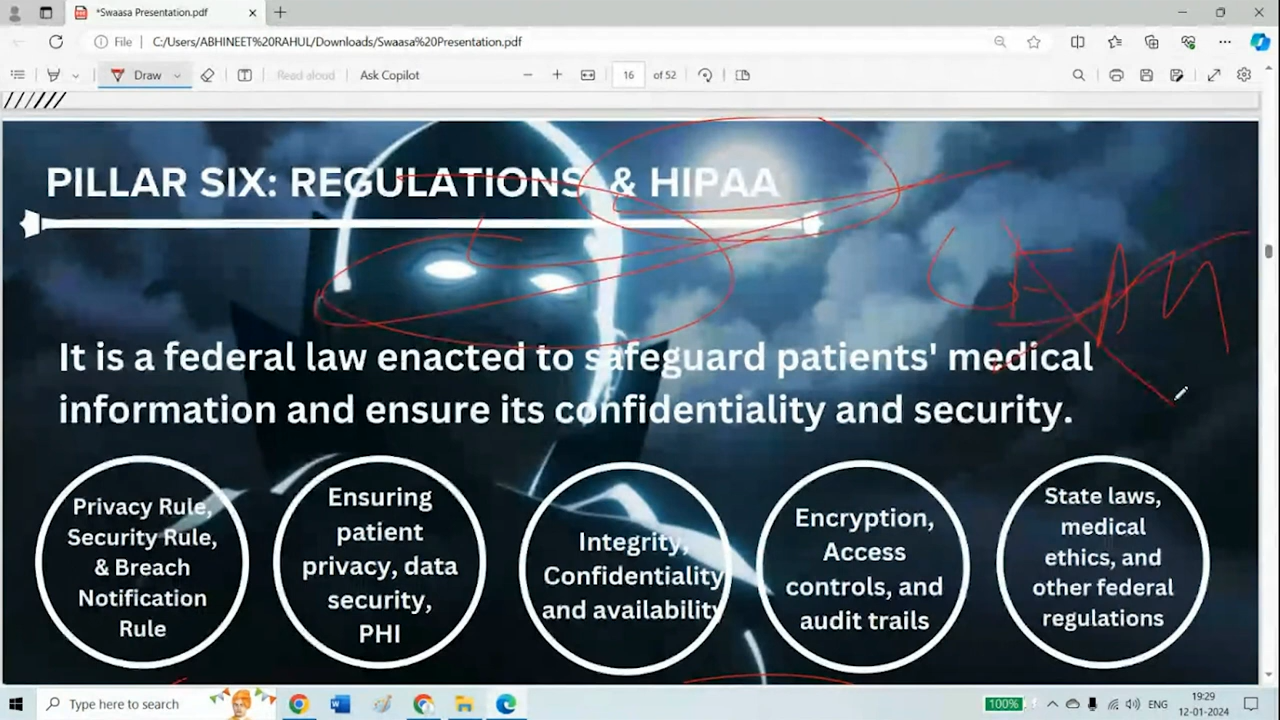 *Swaasa Presentation.pdf
File C:/Users/ABHINEET%20RAHUL/Downloads/Swaasa%20Presentation.pdf
Draw Read aloud Ask Copilot 16 of 52
PILLAR SIX: REGULATIONS & HIPAA
It is a federal law enacted to safeguard patients' medical
information and ensure its confidentiality and security.
Privacy Rule,
Security Rule,
& Breach
Notification
Rule
Ensuring
patient
privacy, data
security,
PHI
Integrity,
Confidentiality
and availability
Encryption,
Access
controls, and
audit trails
State laws,
medical
ethics, and
other federal
regulations
Type here to search
100%
ENG
19:29
12-01-2024